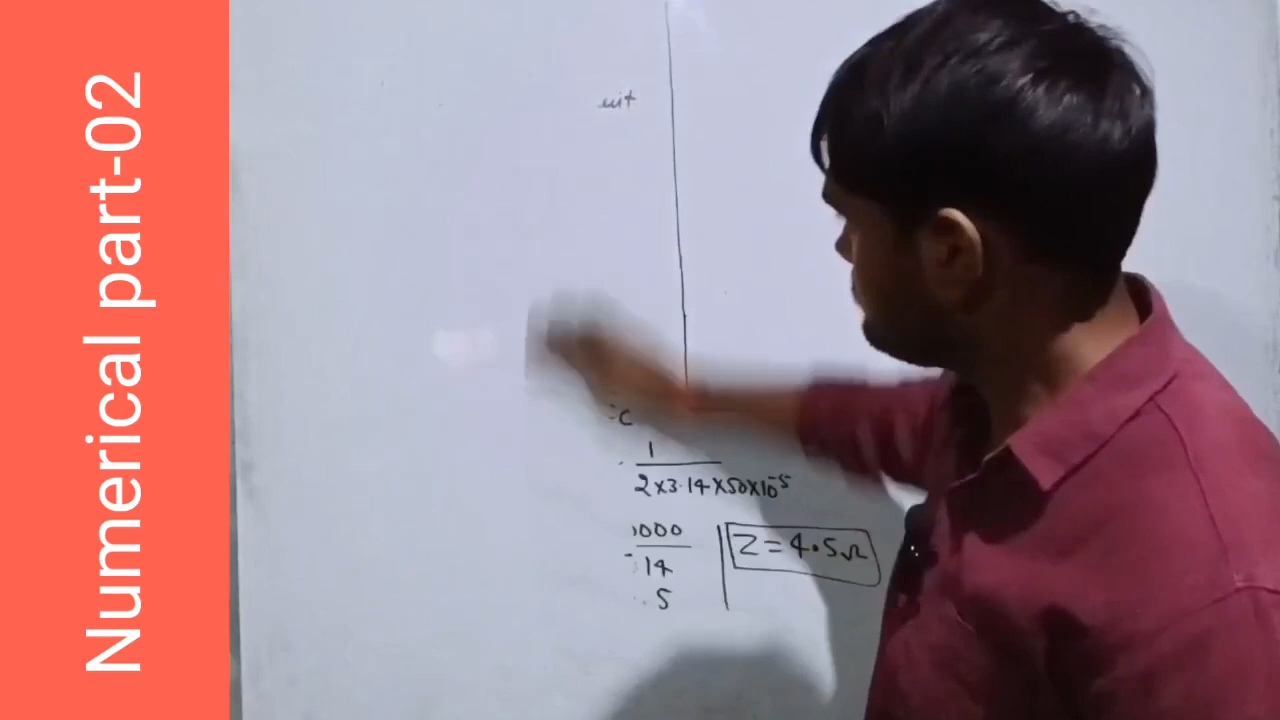 Numerical part-02
uit
=C
1
2x3.14x50x10⁻⁵
1000
14
5
Z = 4.5Ω